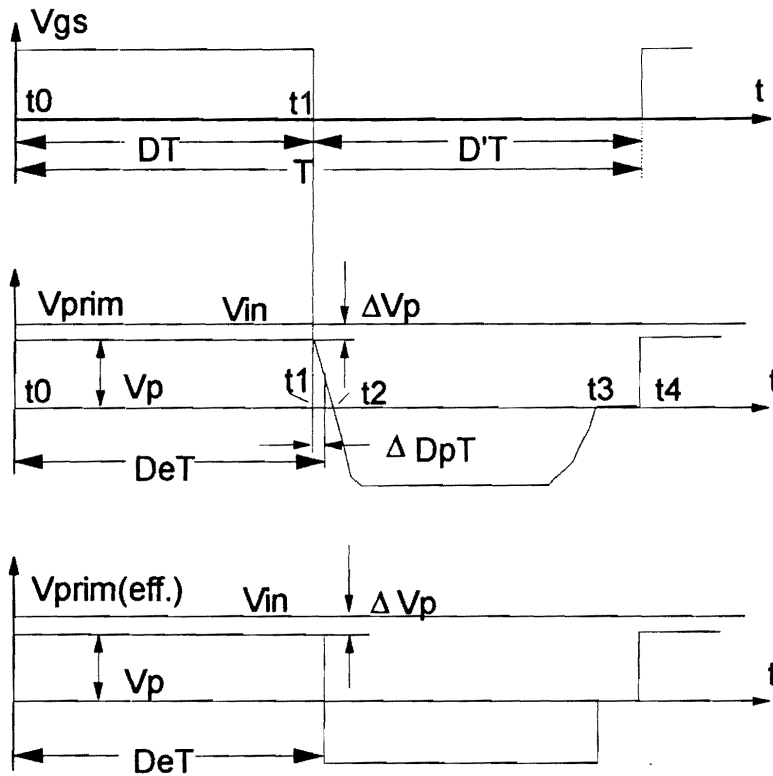 Vgs
t0 t1 t
DT D'T
T
Vprim Vin ΔVp
t0 Vp t1 t2 t3 t4 t
DeT Δ DpT
Vprim(eff.) Vin Δ Vp
Vp t
DeT